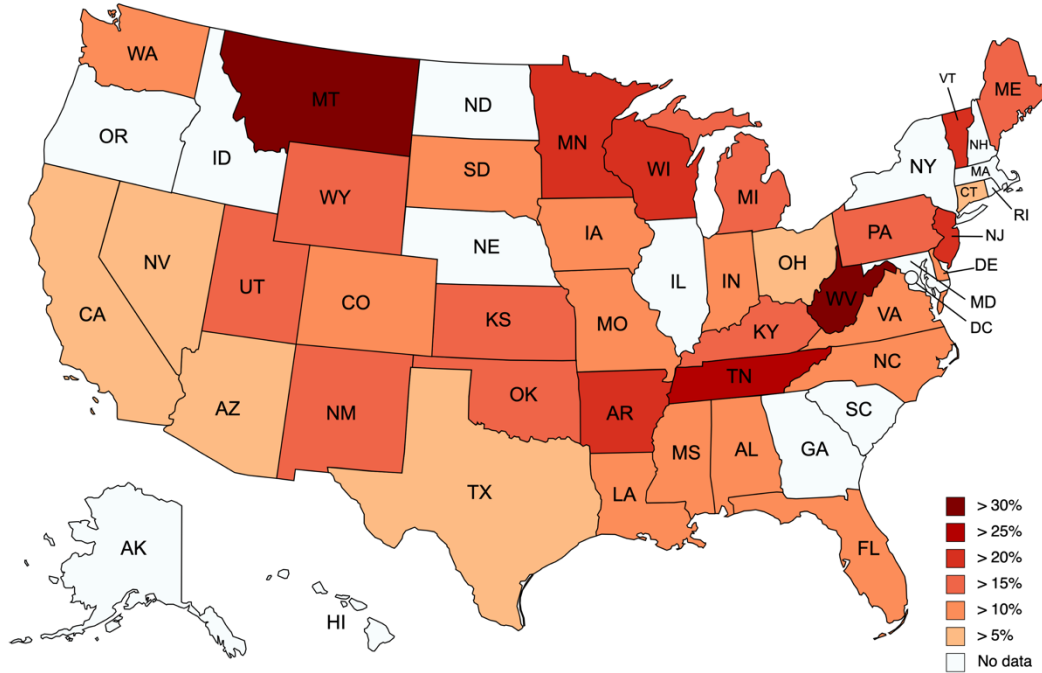 WA
MT
ND
MN
VT
ME
OR
ID
SD
WI
MI
NY
NH
MA
CT
RI
WY
NE
IA
PA
NJ
NV
UT
CO
KS
MO
IL
IN
OH
WV
DE
MD
DC
CA
KY
VA
AZ
NM
OK
AR
TN
NC
SC
TX
LA
MS
AL
GA
FL
AK
HI
> 30%
> 25%
> 20%
> 15%
> 10%
> 5%
No data